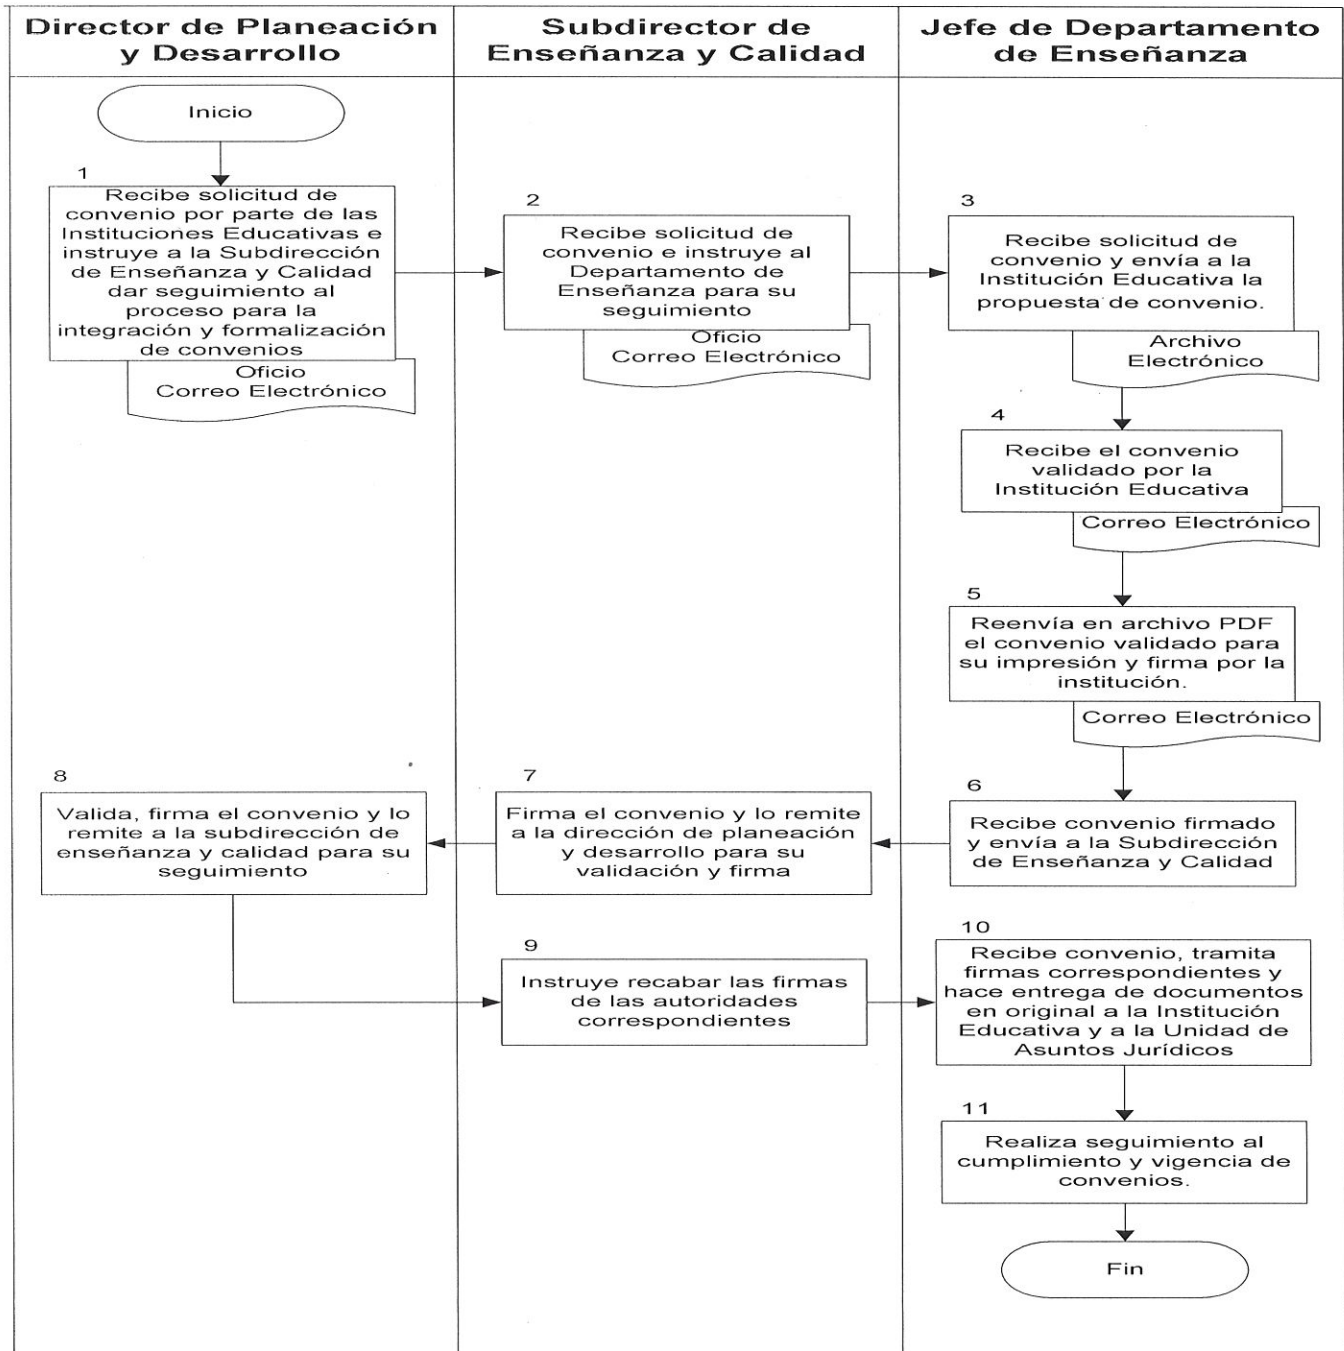 Director de Planeación
y Desarrollo
Subdirector de
Enseñanza y Calidad
Jefe de Departamento
de Enseñanza
Inicio
1
Recibe solicitud de
convenio por parte de las
Instituciones Educativas e
instruye a la Subdirección
de Enseñanza y Calidad
dar seguimiento al
proceso para la
integración y formalización
de convenios
Oficio
Correo Electrónico
2
Recibe solicitud de
convenio e instruye al
Departamento de
Enseñanza para su
seguimiento
Oficio
Correo Electrónico
3
Recibe solicitud de
convenio y envía a la
Institución Educativa la
propuesta de convenio.
Archivo
Electrónico
4
Recibe el convenio
validado por la
Institución Educativa
Correo Electrónico
5
Reenvía en archivo PDF
el convenio validado para
su impresión y firma por la
institución.
Correo Electrónico
6
Recibe convenio firmado
y envía a la Subdirección
de Enseñanza y Calidad
7
Firma el convenio y lo remite
a la dirección de planeación
y desarrollo para su
validación y firma
8
Valida, firma el convenio y lo
remite a la subdirección de
enseñanza y calidad para su
seguimiento
9
Instruye recabar las firmas
de las autoridades
correspondientes
10
Recibe convenio, tramita
firmas correspondientes y
hace entrega de documentos
en original a la Institución
Educativa y a la Unidad de
Asuntos Jurídicos
11
Realiza seguimiento al
cumplimiento y vigencia de
convenios.
Fin